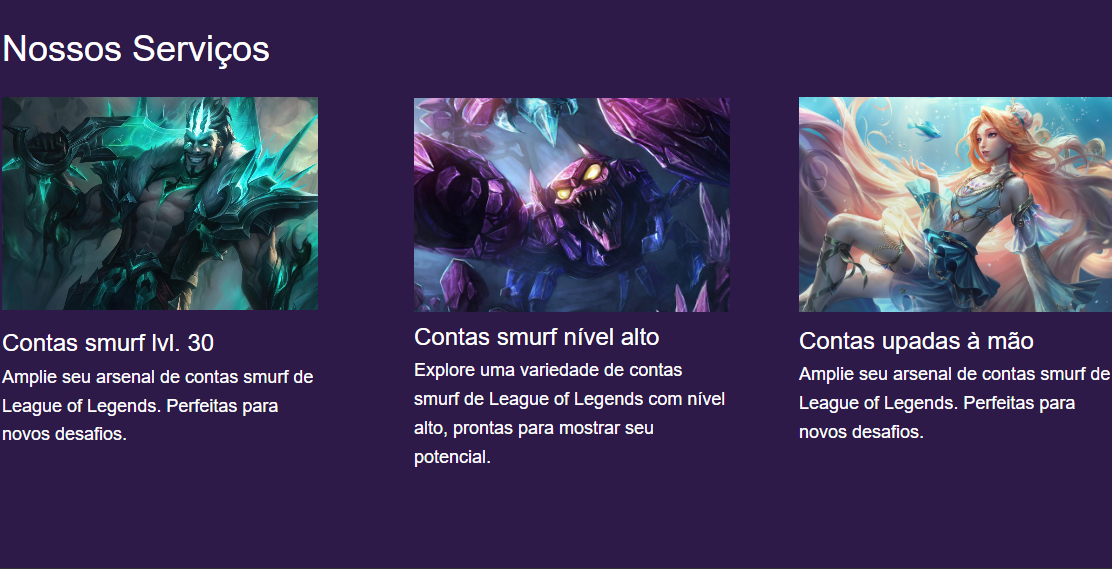 Nossos Serviços
Contas smurf lvl. 30
Amplie seu arsenal de contas smurf de
League of Legends. Perfeitas para
novos desafios.
Contas smurf nível alto
Explore uma variedade de contas
smurf de League of Legends com nível
alto, prontas para mostrar seu
potencial.
Contas upadas à mão
Amplie seu arsenal de contas smurf de
League of Legends. Perfeitas para
novos desafios.